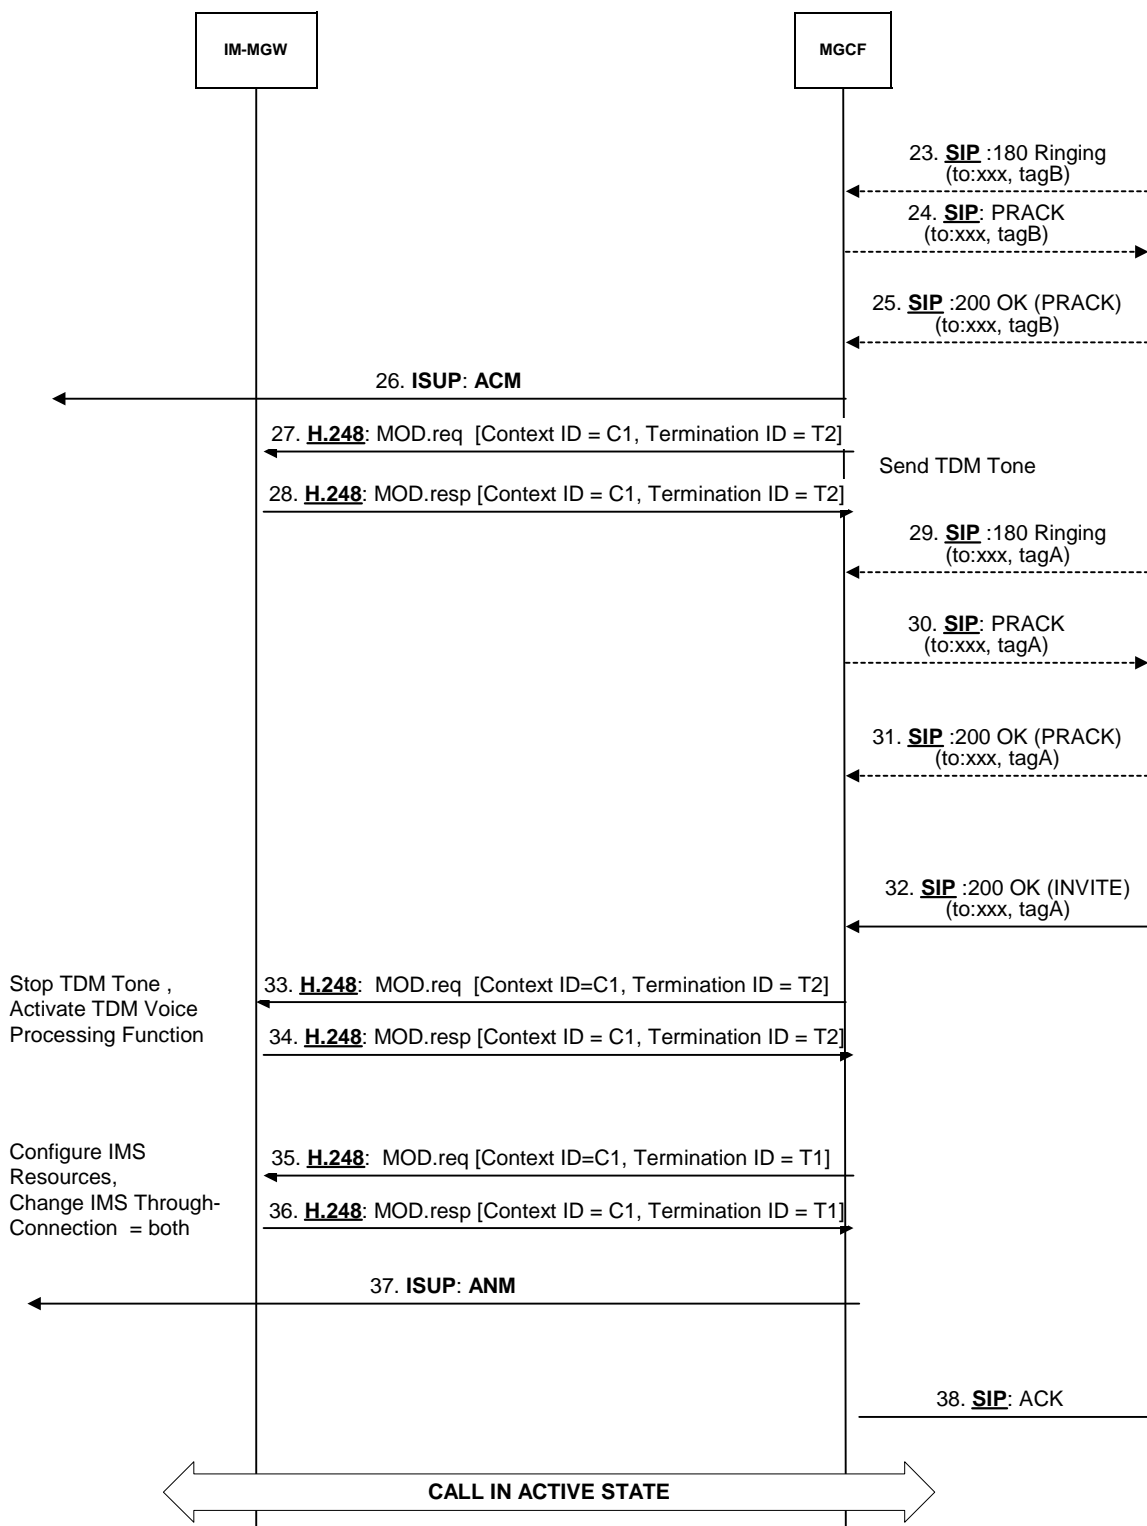 IM-MGW
MGCF
23. SIP :180 Ringing
(to:xxx, tagB)
24. SIP: PRACK
(to:xxx, tagB)
25. SIP :200 OK (PRACK)
(to:xxx, tagB)
26. ISUP: ACM
27. H.248: MOD.req [Context ID = C1, Termination ID = T2]
Send TDM Tone
28. H.248: MOD.resp [Context ID = C1, Termination ID = T2]
29. SIP :180 Ringing
(to:xxx, tagA)
30. SIP: PRACK
(to:xxx, tagA)
31. SIP :200 OK (PRACK)
(to:xxx, tagA)
32. SIP :200 OK (INVITE)
(to:xxx, tagA)
Stop TDM Tone ,
Activate TDM Voice
Processing Function
33. H.248: MOD.req [Context ID=C1, Termination ID = T2]
34. H.248: MOD.resp [Context ID = C1, Termination ID = T2]
Configure IMS
Resources,
Change IMS Through-
Connection = both
35. H.248: MOD.req [Context ID=C1, Termination ID = T1]
36. H.248: MOD.resp [Context ID = C1, Termination ID = T1]
37. ISUP: ANM
38. SIP: ACK
CALL IN ACTIVE STATE